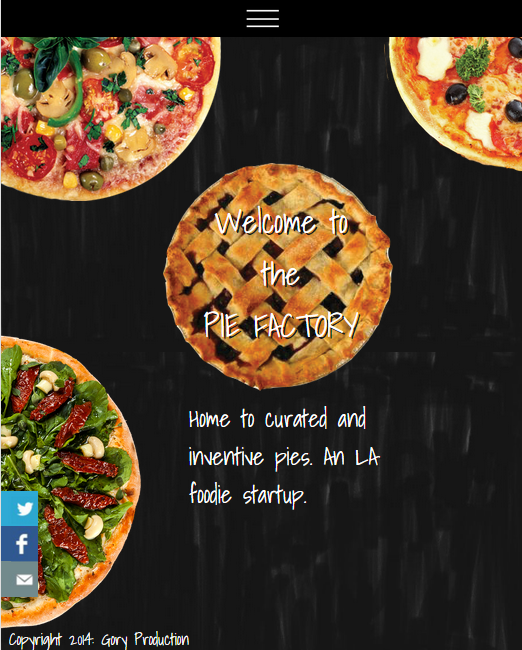 Welcome to
the
PIE FACTORY
Home to curated and
inventive pies. An LA
foodie startup.
Copyright 2014: Gory Production